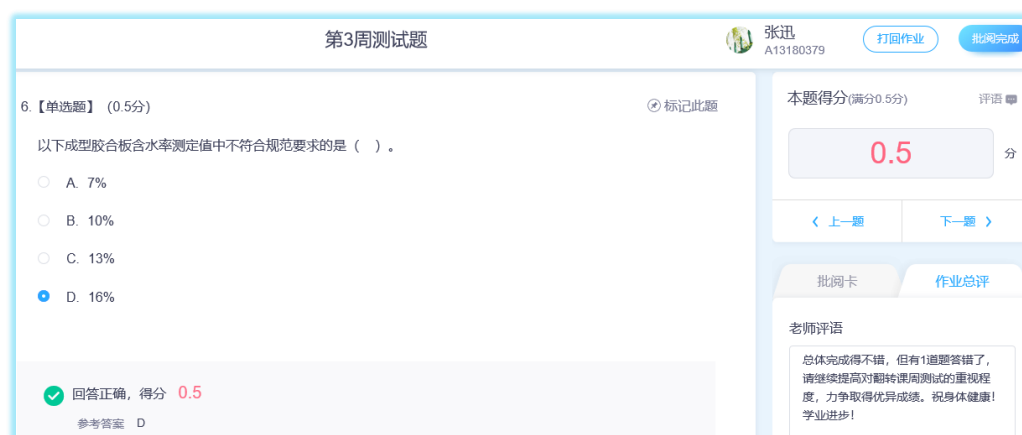 第3周测试题
张迅
A13180379
打回作业
批阅完成
6.【单选题】 (0.5分)
标记此题
以下成型胶合板含水率测定值中不符合规范要求的是（ ）。
A. 7%
B. 10%
C. 13%
D. 16%
回答正确，得分 0.5
参考答案 D
本题得分(满分0.5分)
评语
0.5
分
上一题
下一题
批阅卡
作业总评
老师评语
总体完成得不错，但有1道题答错了，
请继续提高对翻转课周测试的重视程
度，力争取得优异成绩。祝身体健康！
学业进步！